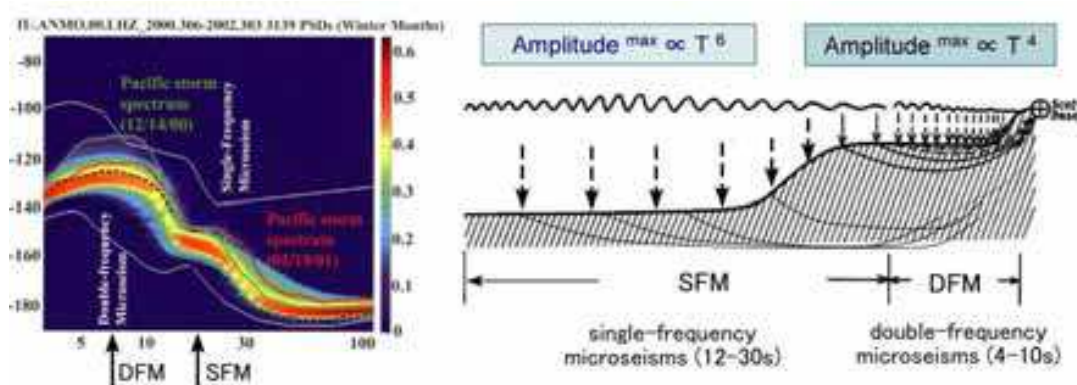 ANMO,00,LHZ_2000.306-2002.303 3139 PSDs (Winter Months)
-80
-100
-120
-140
-160
-180
Pacific storm
spectrum
(12/14/00)
Single-Frequency
Microseism
Pacific storm
spectrum
Double-frequency
Microseism
0.6
0.5
0.4
0.3
0.2
0.1
0
5
10
30
100
DFM
SFM
Amplitude max ∝ T 6
Amplitude max ∝ T 4
SFM
DFM
single-frequency
microseisms (12-30s)
double-frequency
microseisms (4-10s)